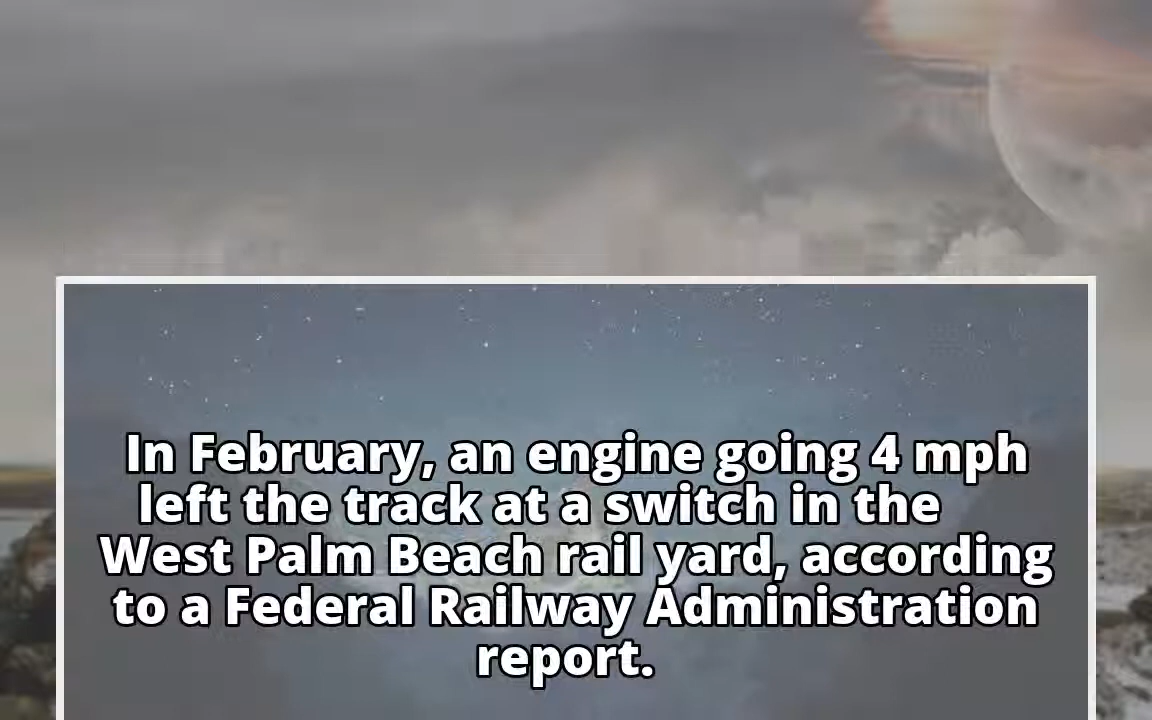 In February, an engine going 4 mph
left the track at a switch in the
West Palm Beach rail yard, according
to a Federal Railway Administration
report.